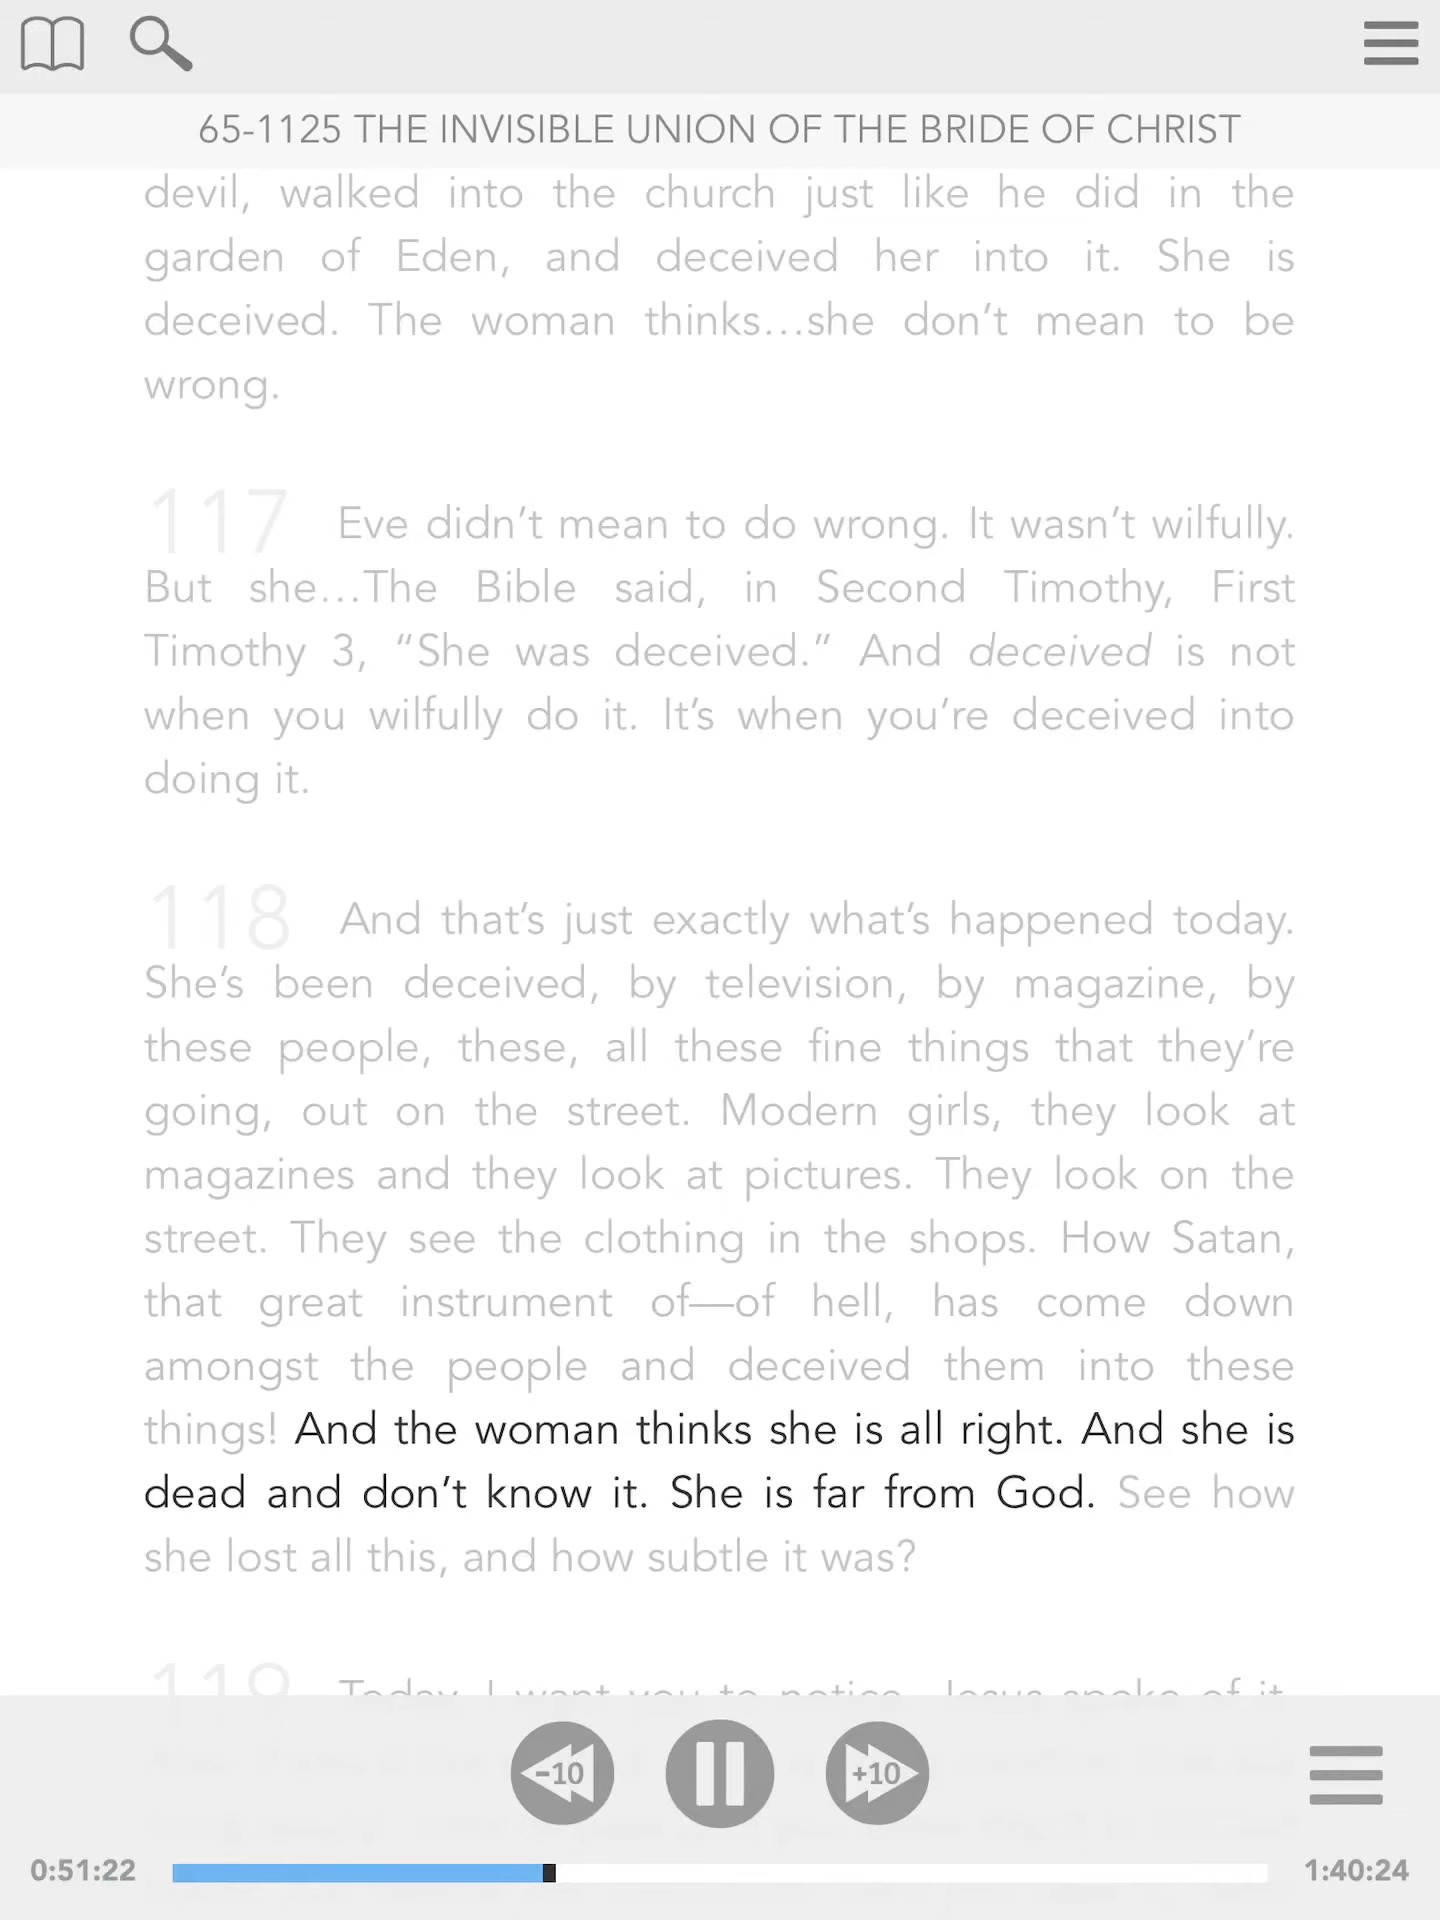 65-1125 THE INVISIBLE UNION OF THE BRIDE OF CHRIST
devil, walked into the church just like he did in the
garden of Eden, and deceived her into it. She is
deceived. The woman thinks…she don’t mean to be
wrong.
117 Eve didn’t mean to do wrong. It wasn’t wilfully.
But she…The Bible said, in Second Timothy, First
Timothy 3, “She was deceived.” And deceived is not
when you wilfully do it. It’s when you’re deceived into
doing it.
118 And that’s just exactly what’s happened today.
She’s been deceived, by television, by magazine, by
these people, these, all these fine things that they’re
going, out on the street. Modern girls, they look at
magazines and they look at pictures. They look on the
street. They see the clothing in the shops. How Satan,
that great instrument of—of hell, has come down
amongst the people and deceived them into these
things! And the woman thinks she is all right. And she is
dead and don’t know it. She is far from God. See how
she lost all this, and how subtle it was?
119 Today, I want you to notice, Jesus spoke of it,
-10 +10
0:51:22 1:40:24